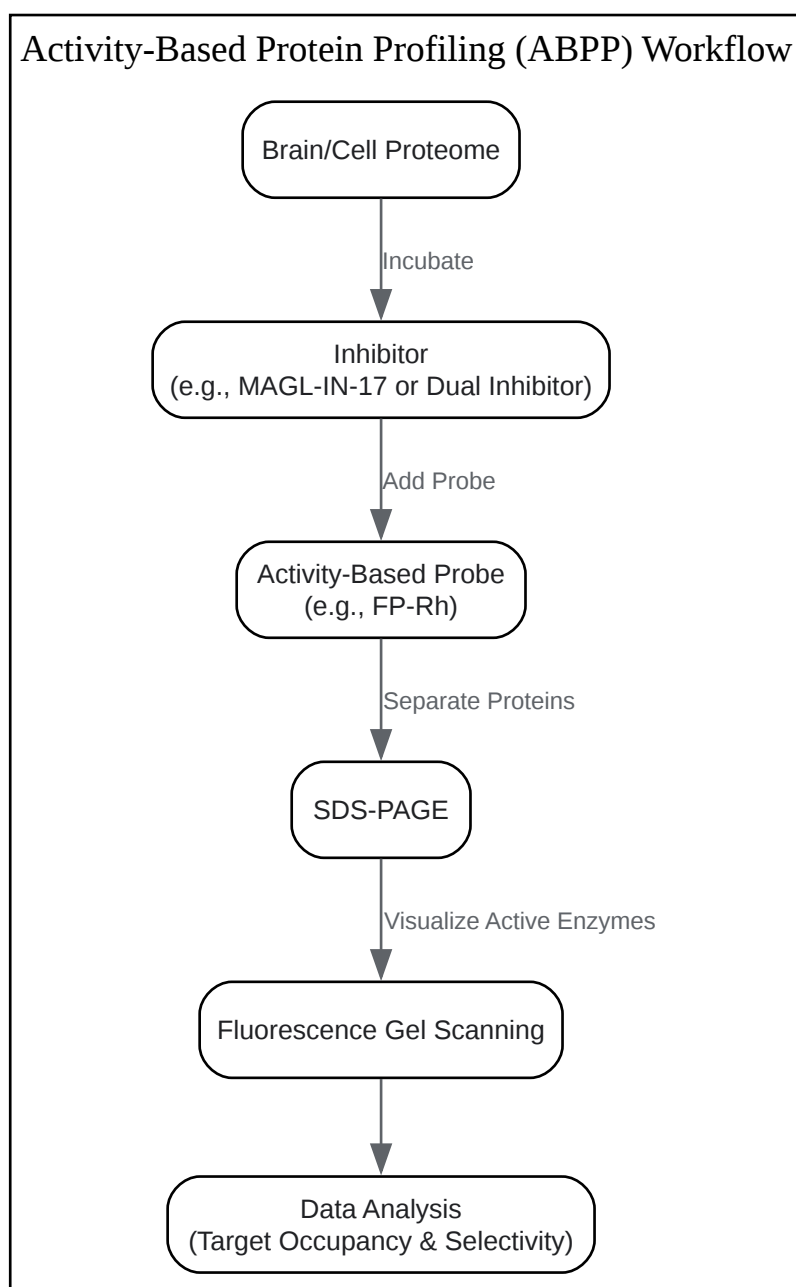 Activity-Based Protein Profiling (ABPP) Workflow
Brain/Cell Proteome
Incubate
Inhibitor
(e.g., MAGL-IN-17 or Dual Inhibitor)
Add Probe
Activity-Based Probe
(e.g., FP-Rh)
Separate Proteins
SDS-PAGE
Visualize Active Enzymes
Fluorescence Gel Scanning
Data Analysis
(Target Occupancy & Selectivity)